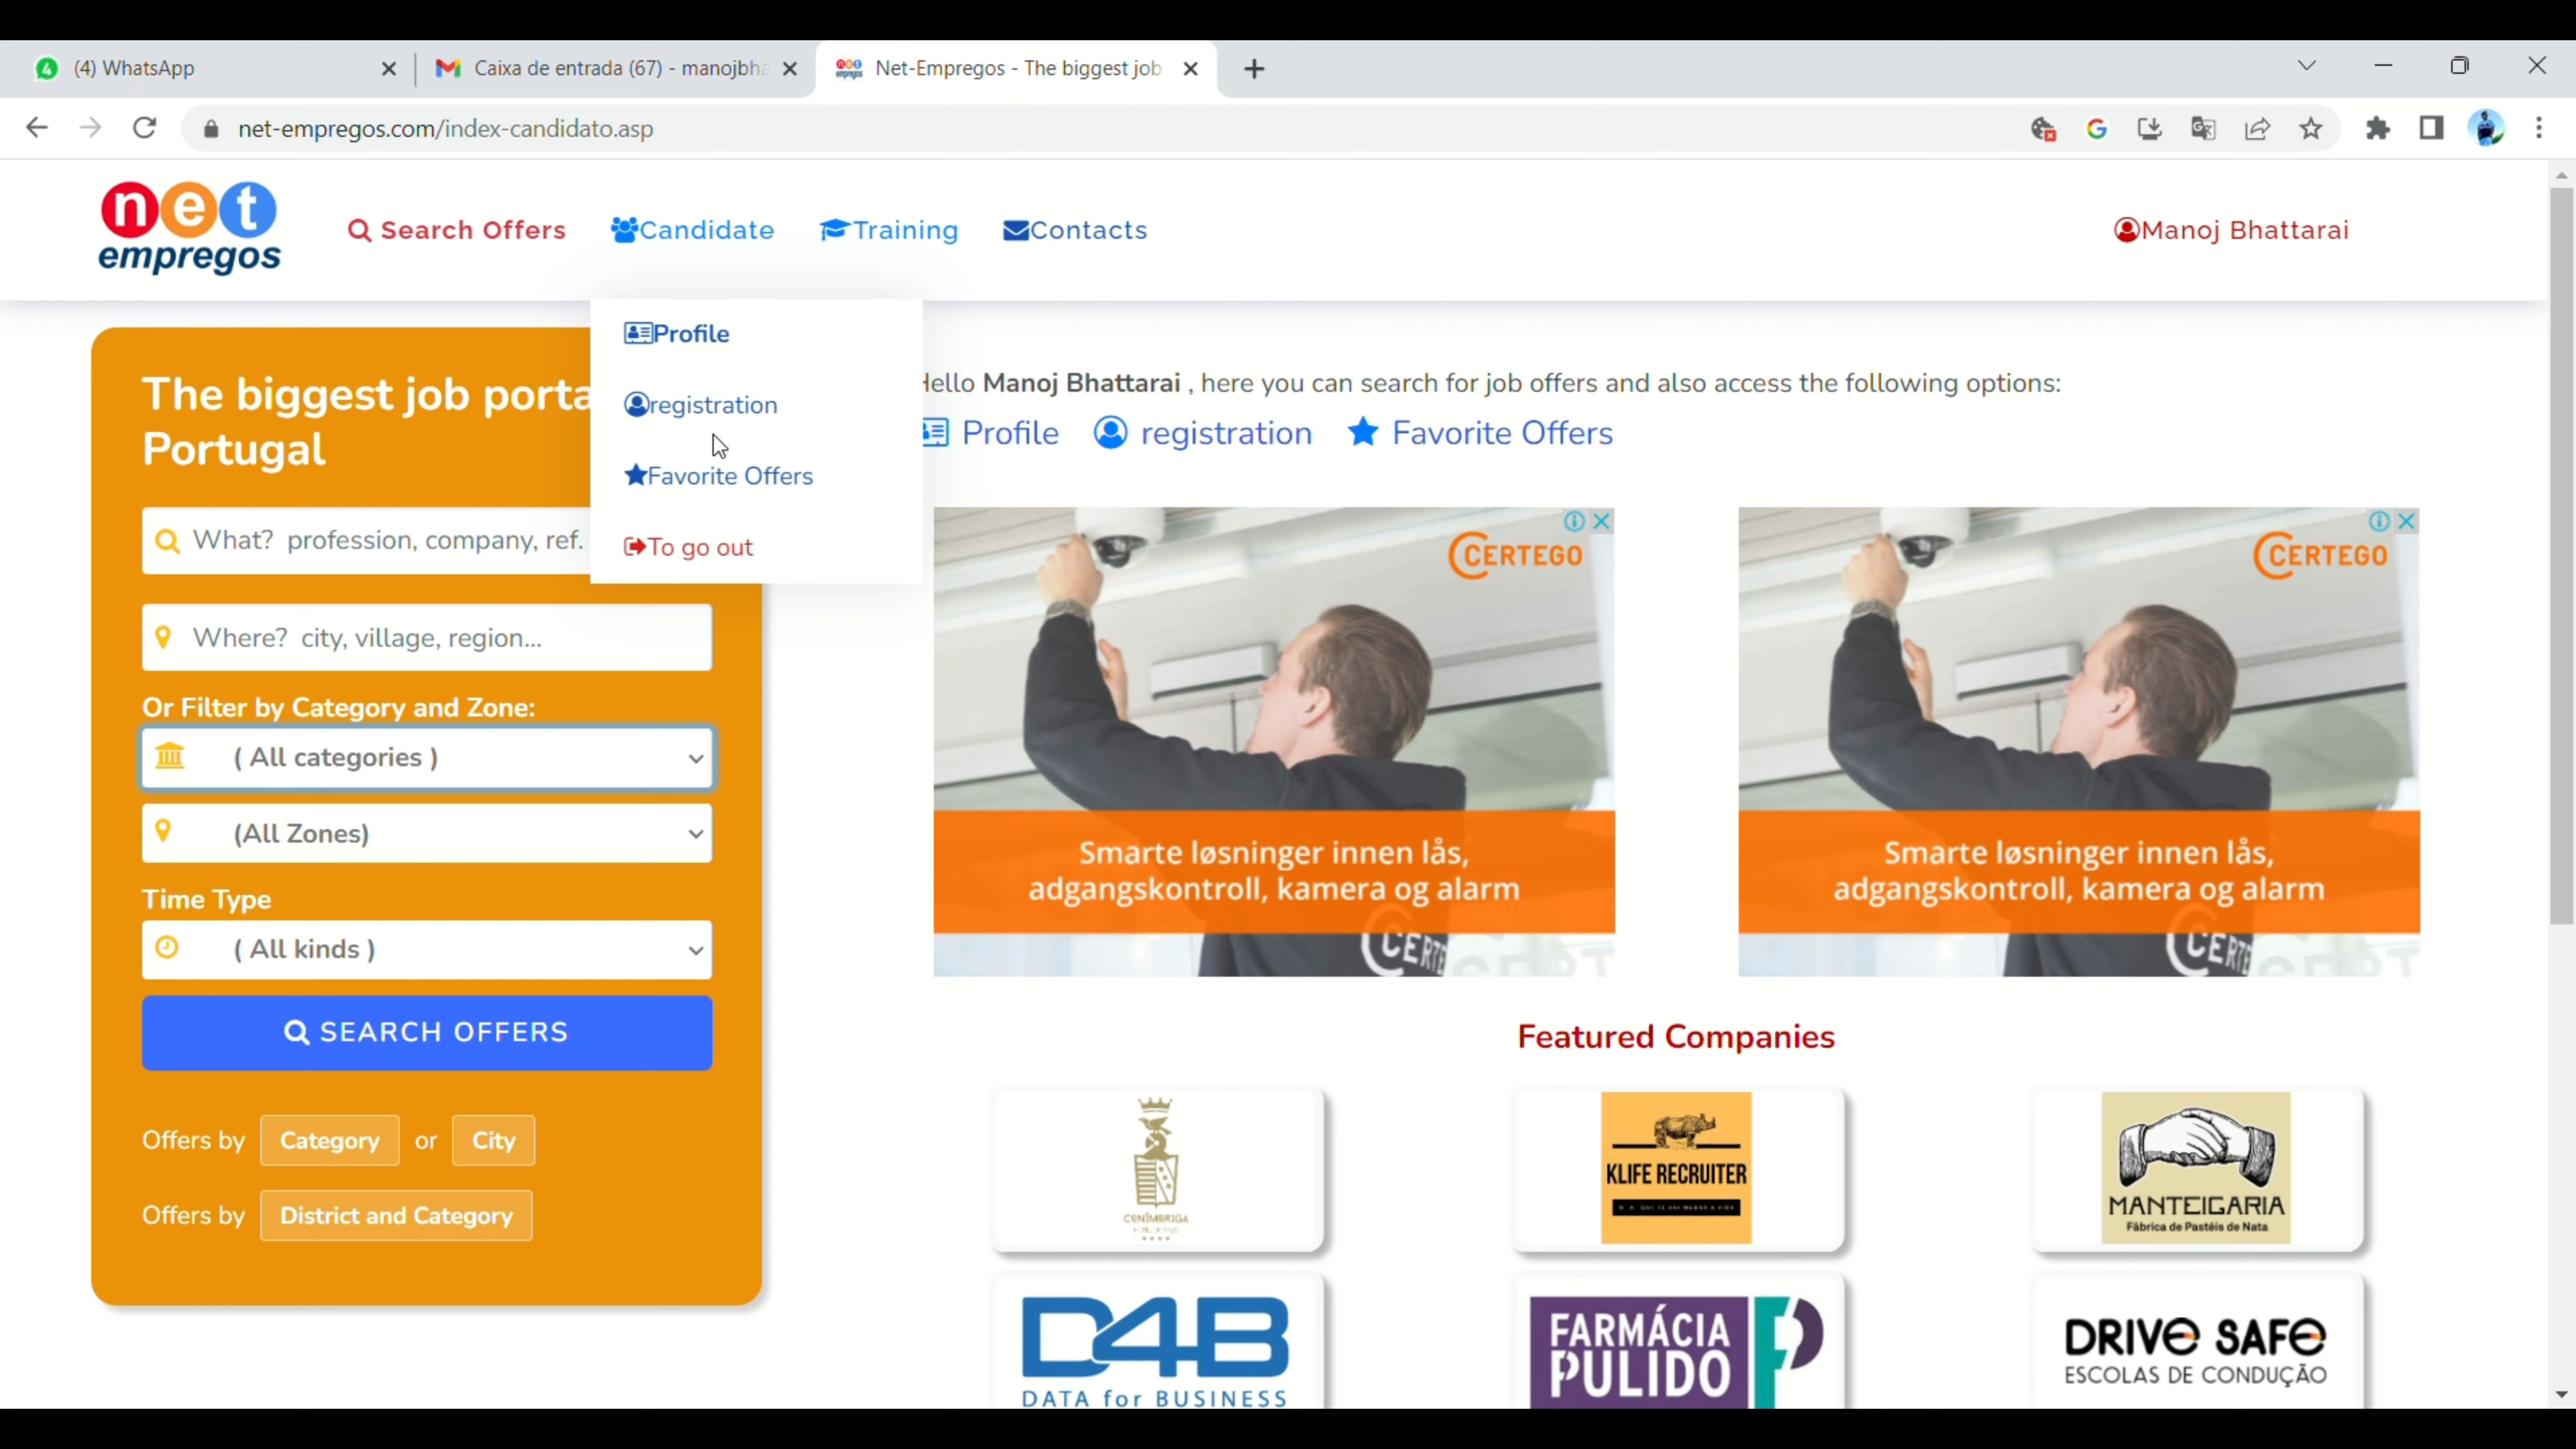 (4) WhatsApp
Caixa de entrada (67) - manojbha
Net-Empregos - The biggest job
net-empregos.com/index-candidato.asp
net
empregos
Search Offers
Candidate
Training
Contacts
Manoj Bhattarai
Profile
registration
Favorite Offers
To go out
The biggest job porta
Portugal
What? profession, company, ref.
Where? city, village, region...
Or Filter by Category and Zone:
( All categories )
(All Zones)
Time Type
( All kinds )
SEARCH OFFERS
Offers by Category or City
Offers by District and Category
Hello Manoj Bhattarai , here you can search for job offers and also access the following options:
Profile registration Favorite Offers
CERTEGO
Smarte løsninger innen lås,
adgangskontroll, kamera og alarm
CERTEGO
Smarte løsninger innen lås,
adgangskontroll, kamera og alarm
Featured Companies
CONÍMBRIGA
KLIFE RECRUITER
MANTEIGARIA
Fábrica de Pastéis de Nata
D4B
DATA for BUSINESS
FARMÁCIA
PULIDO
DRIVE SAFE
ESCOLAS DE CONDUÇÃO